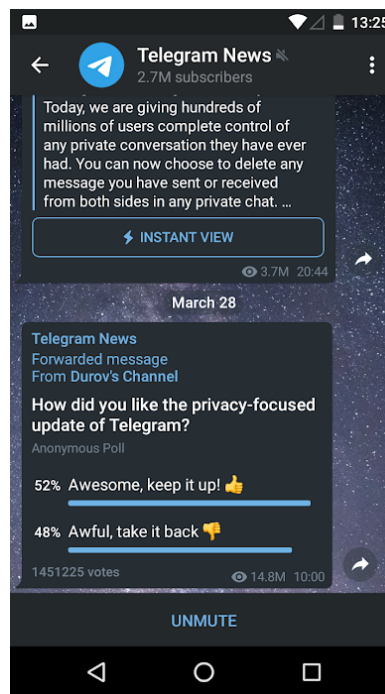 13:25
Telegram News
2.7M subscribers
Today, we are giving hundreds of
millions of users complete control of
any private conversation they have ever
had. You can now choose to delete any
message you have sent or received
from both sides in any private chat. …
INSTANT VIEW
3.7M 20:44
March 28
Telegram News
Forwarded message
From Durov's Channel
How did you like the privacy-focused
update of Telegram?
Anonymous Poll
52% Awesome, keep it up! 👍
48% Awful, take it back 👎
1451225 votes 14.8M 10:00
UNMUTE